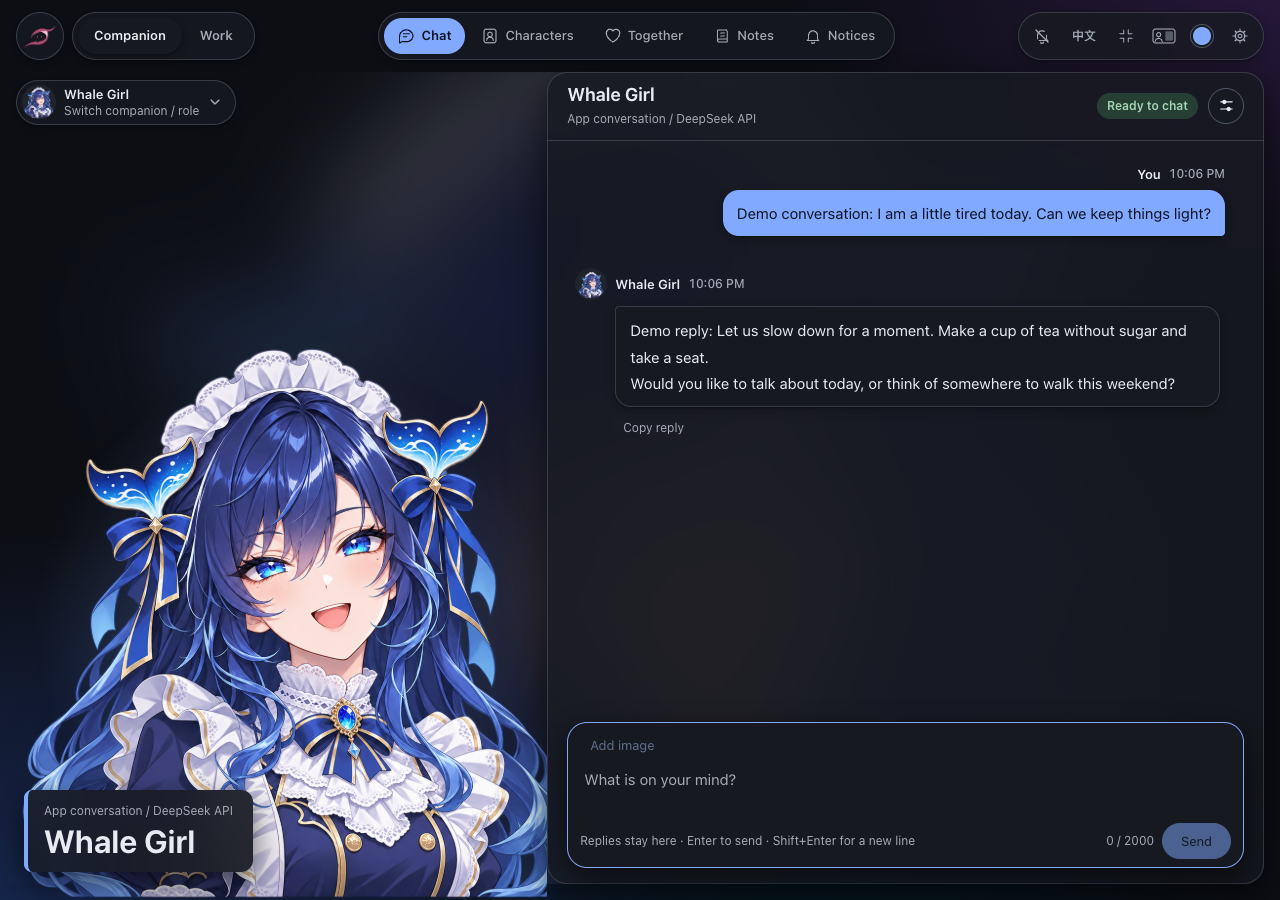 Companion
Work
Chat
Characters
Together
Notes
Notices
中文
Whale Girl
Switch companion / role
Whale Girl
App conversation / DeepSeek API
Ready to chat
You 10:06 PM
Demo conversation: I am a little tired today. Can we keep things light?
Whale Girl 10:06 PM
Demo reply: Let us slow down for a moment. Make a cup of tea without sugar and
take a seat.
Would you like to talk about today, or think of somewhere to walk this weekend?
Copy reply
App conversation / DeepSeek API
Whale Girl
Add image
What is on your mind?
Replies stay here · Enter to send · Shift+Enter for a new line
0 / 2000
Send